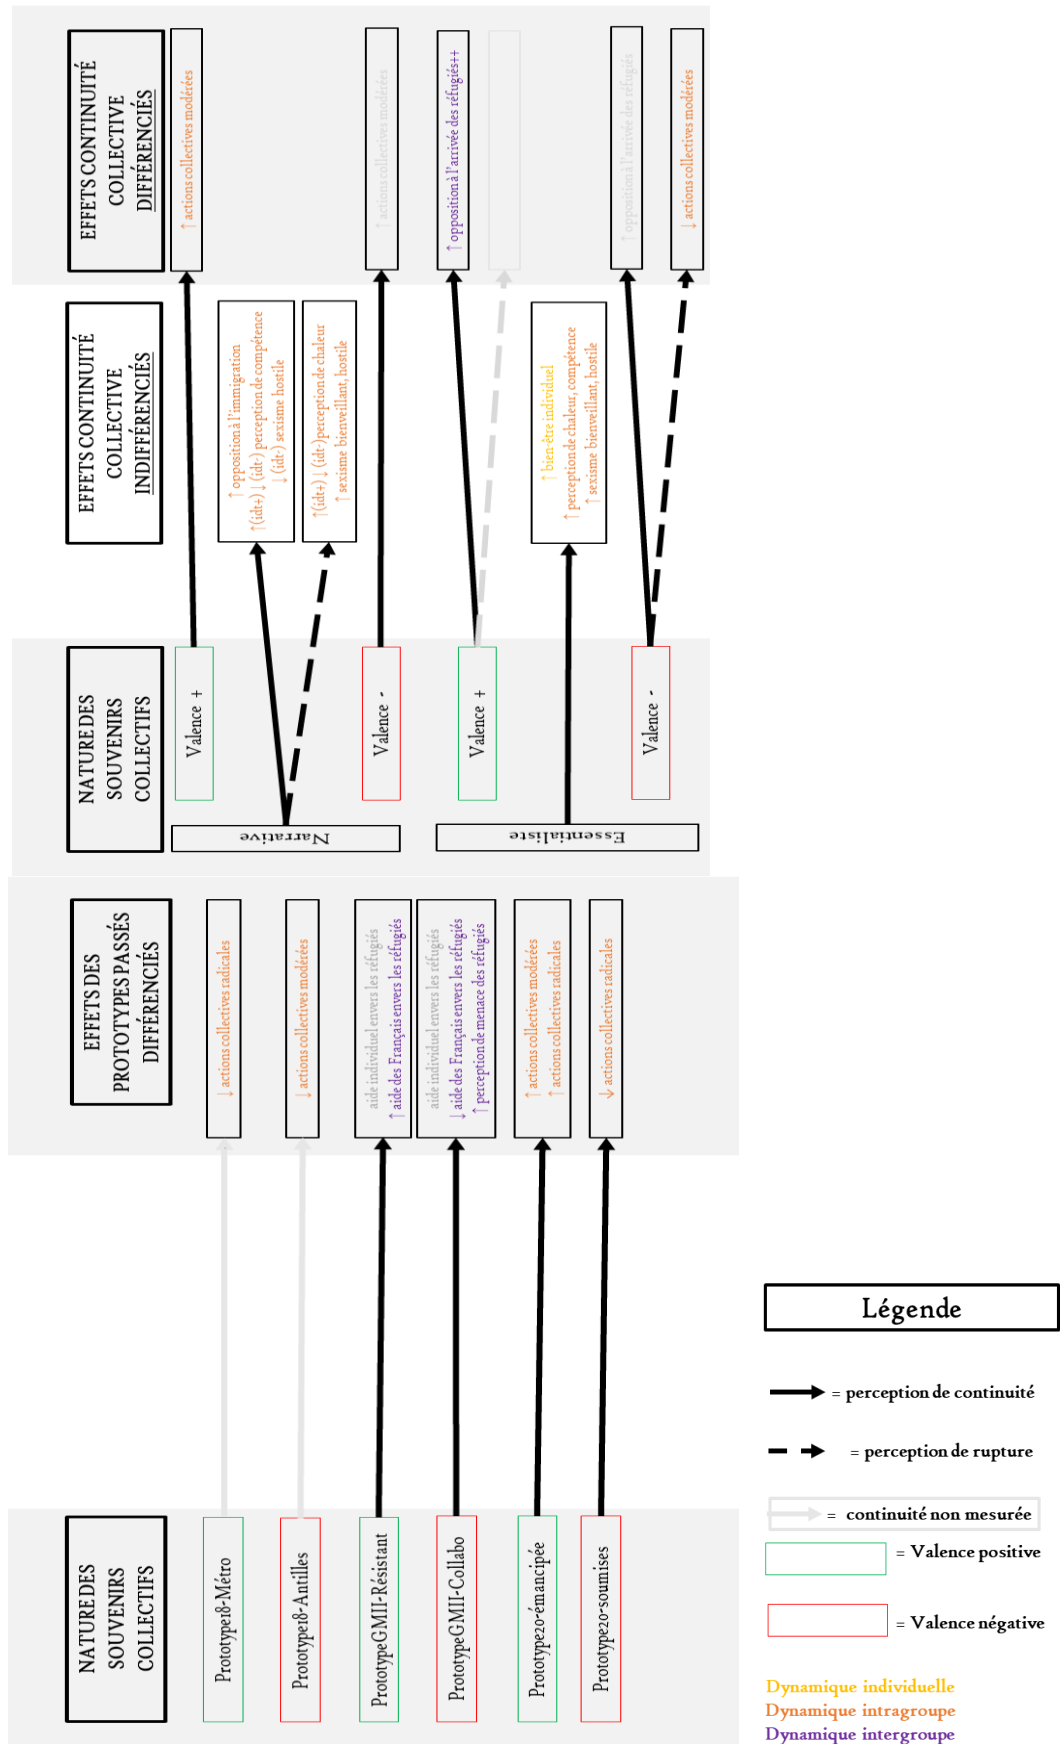 NATURE DES
SOUVENIRS
COLLECTIFS
Narrative
Valence +
Valence -
Essentialiste
Valence +
Valence -
EFFETS CONTINUITÉ
COLLECTIVE
INDIFFÉRENCIÉS
↑ opposition à l'immigration
↑(idt+) ↓ (idt-) perception de compétence
↓ (idt-) sexisme hostile
↑(idt+) ↓ (idt-)perception de chaleur
↑ sexisme bienveillant, hostile
↑ bien-être individuel
↑ perception de chaleur, compétence
↑ sexisme bienveillant, hostile
EFFETS CONTINUITÉ
COLLECTIVE
DIFFÉRENCIÉS
↑ actions collectives modérées
↑ actions collectives modérées
↑ opposition à l'arrivée des réfugiés++
↑ opposition à l'arrivée des réfugiés
↓ actions collectives modérées
NATURE DES
SOUVENIRS
COLLECTIFS
Prototype18-Métro
Prototype18-Antilles
PrototypeGMII-Résistant
PrototypeGMII-Collabo
Prototype20-émancipée
Prototype20-soumises
EFFETS DES
PROTOTYPES PASSÉS
DIFFÉRENCIÉS
↓ actions collectives radicales
↓ actions collectives modérées
aide individuel envers les réfugiés
↑ aide des Français envers les réfugiés
aide individuel envers les réfugiés
↓ aide des Français envers les réfugiés
↑ perception de menace des réfugiés
↑ actions collectives modérées
↑ actions collectives radicales
↓ actions collectives radicales
Légende
= perception de continuité
= perception de rupture
= continuité non mesurée
= Valence positive
= Valence négative
Dynamique individuelle
Dynamique intragroupe
Dynamique intergroupe